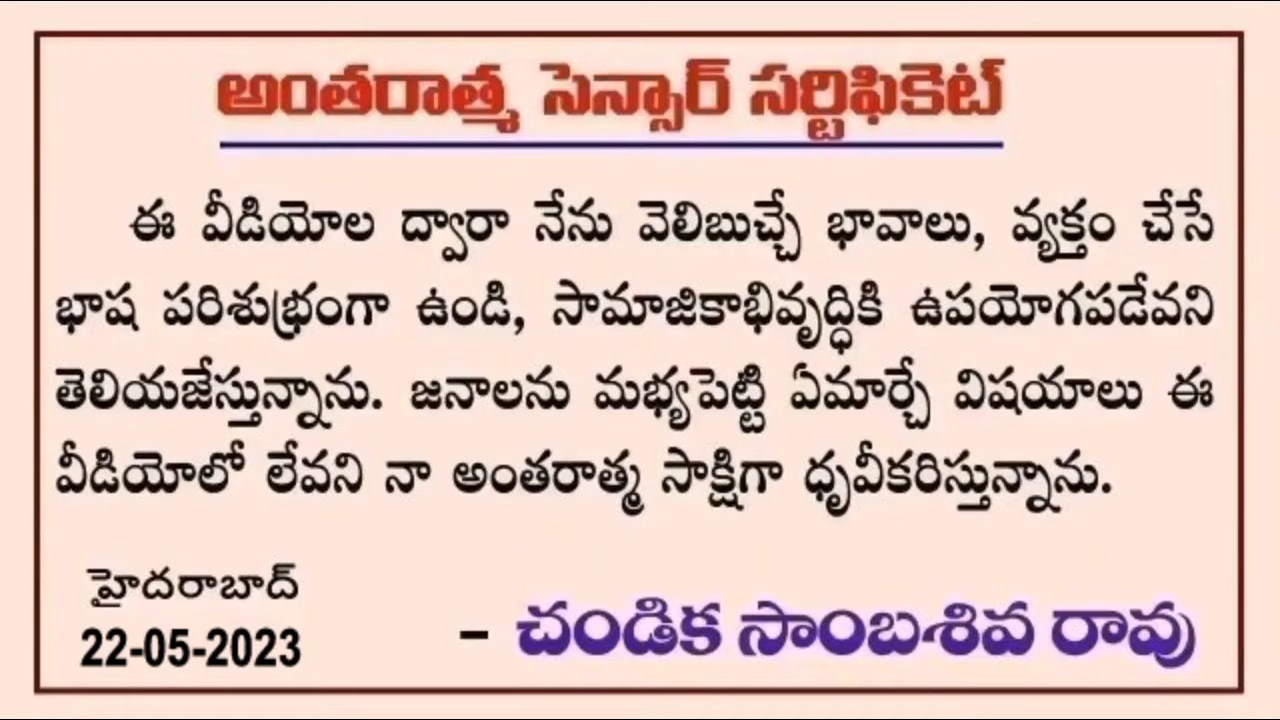 అంతరాత్మ సెన్సార్ సర్టిఫికెట్
ఈ వీడియోల ద్వారా నేను వెలిబుచ్చే భావాలు, వ్యక్తం చేసే
భాష పరిశుభ్రంగా ఉండి, సామాజికాభివృద్ధికి ఉపయోగపడేవని
తెలియజేస్తున్నాను. జనాలను మభ్యపెట్టి ఏమార్చే విషయాలు ఈ
వీడియోలో లేవని నా అంతరాత్మ సాక్షిగా ధృవీకరిస్తున్నాను.
హైదరాబాద్
22-05-2023
- చండిక సాంబశివ రావు